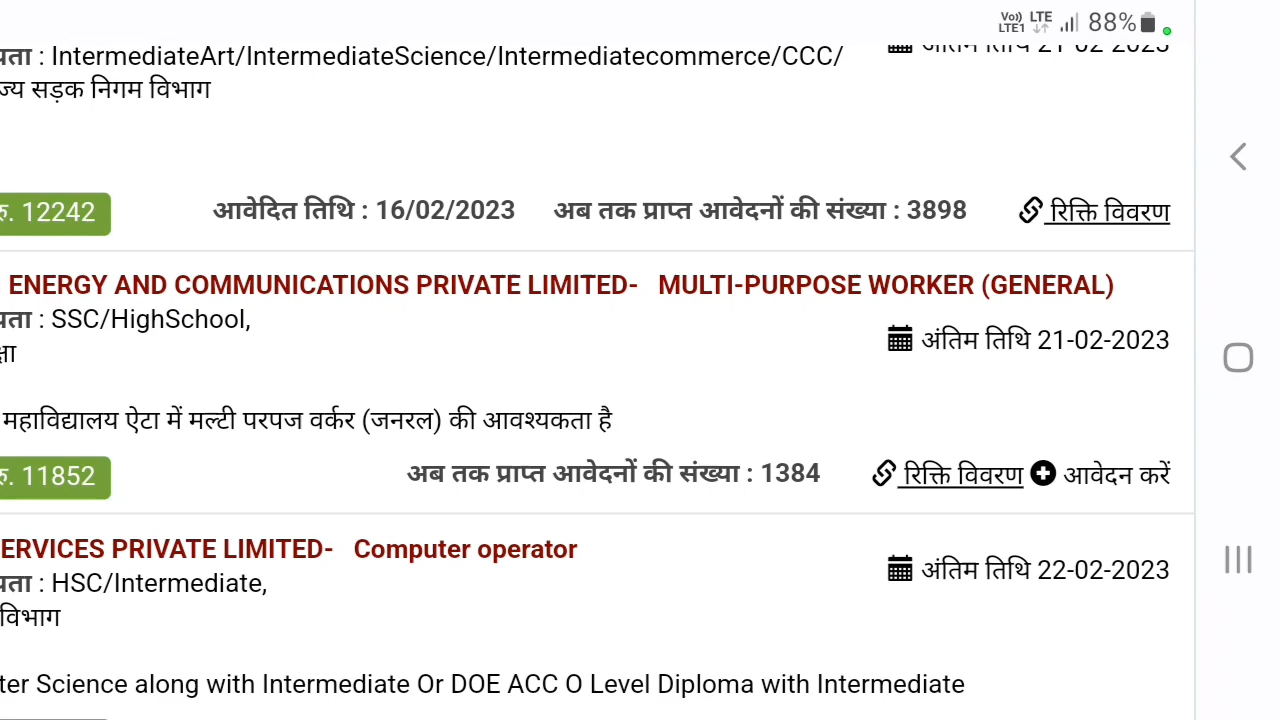 Vo)) LTE1 LTE 88%
यता : IntermediateArt/IntermediateScience/Intermediatecommerce/CCC/
अंतिम तिथि 21-02-2023
ज्य सड़क निगम विभाग
रु. 12242 आवेदित तिथि : 16/02/2023 अब तक प्राप्त आवेदनों की संख्या : 3898 रिक्ति विवरण
ENERGY AND COMMUNICATIONS PRIVATE LIMITED- MULTI-PURPOSE WORKER (GENERAL)
यता : SSC/HighSchool,
अंतिम तिथि 21-02-2023
क्षा
महाविद्यालय ऐटा में मल्टी परपज वर्कर (जनरल) की आवश्यकता है
रु. 11852 अब तक प्राप्त आवेदनों की संख्या : 1384 रिक्ति विवरण आवेदन करें
ERVICES PRIVATE LIMITED- Computer operator
अंतिम तिथि 22-02-2023
यता : HSC/Intermediate,
विभाग
ter Science along with Intermediate Or DOE ACC O Level Diploma with Intermediate